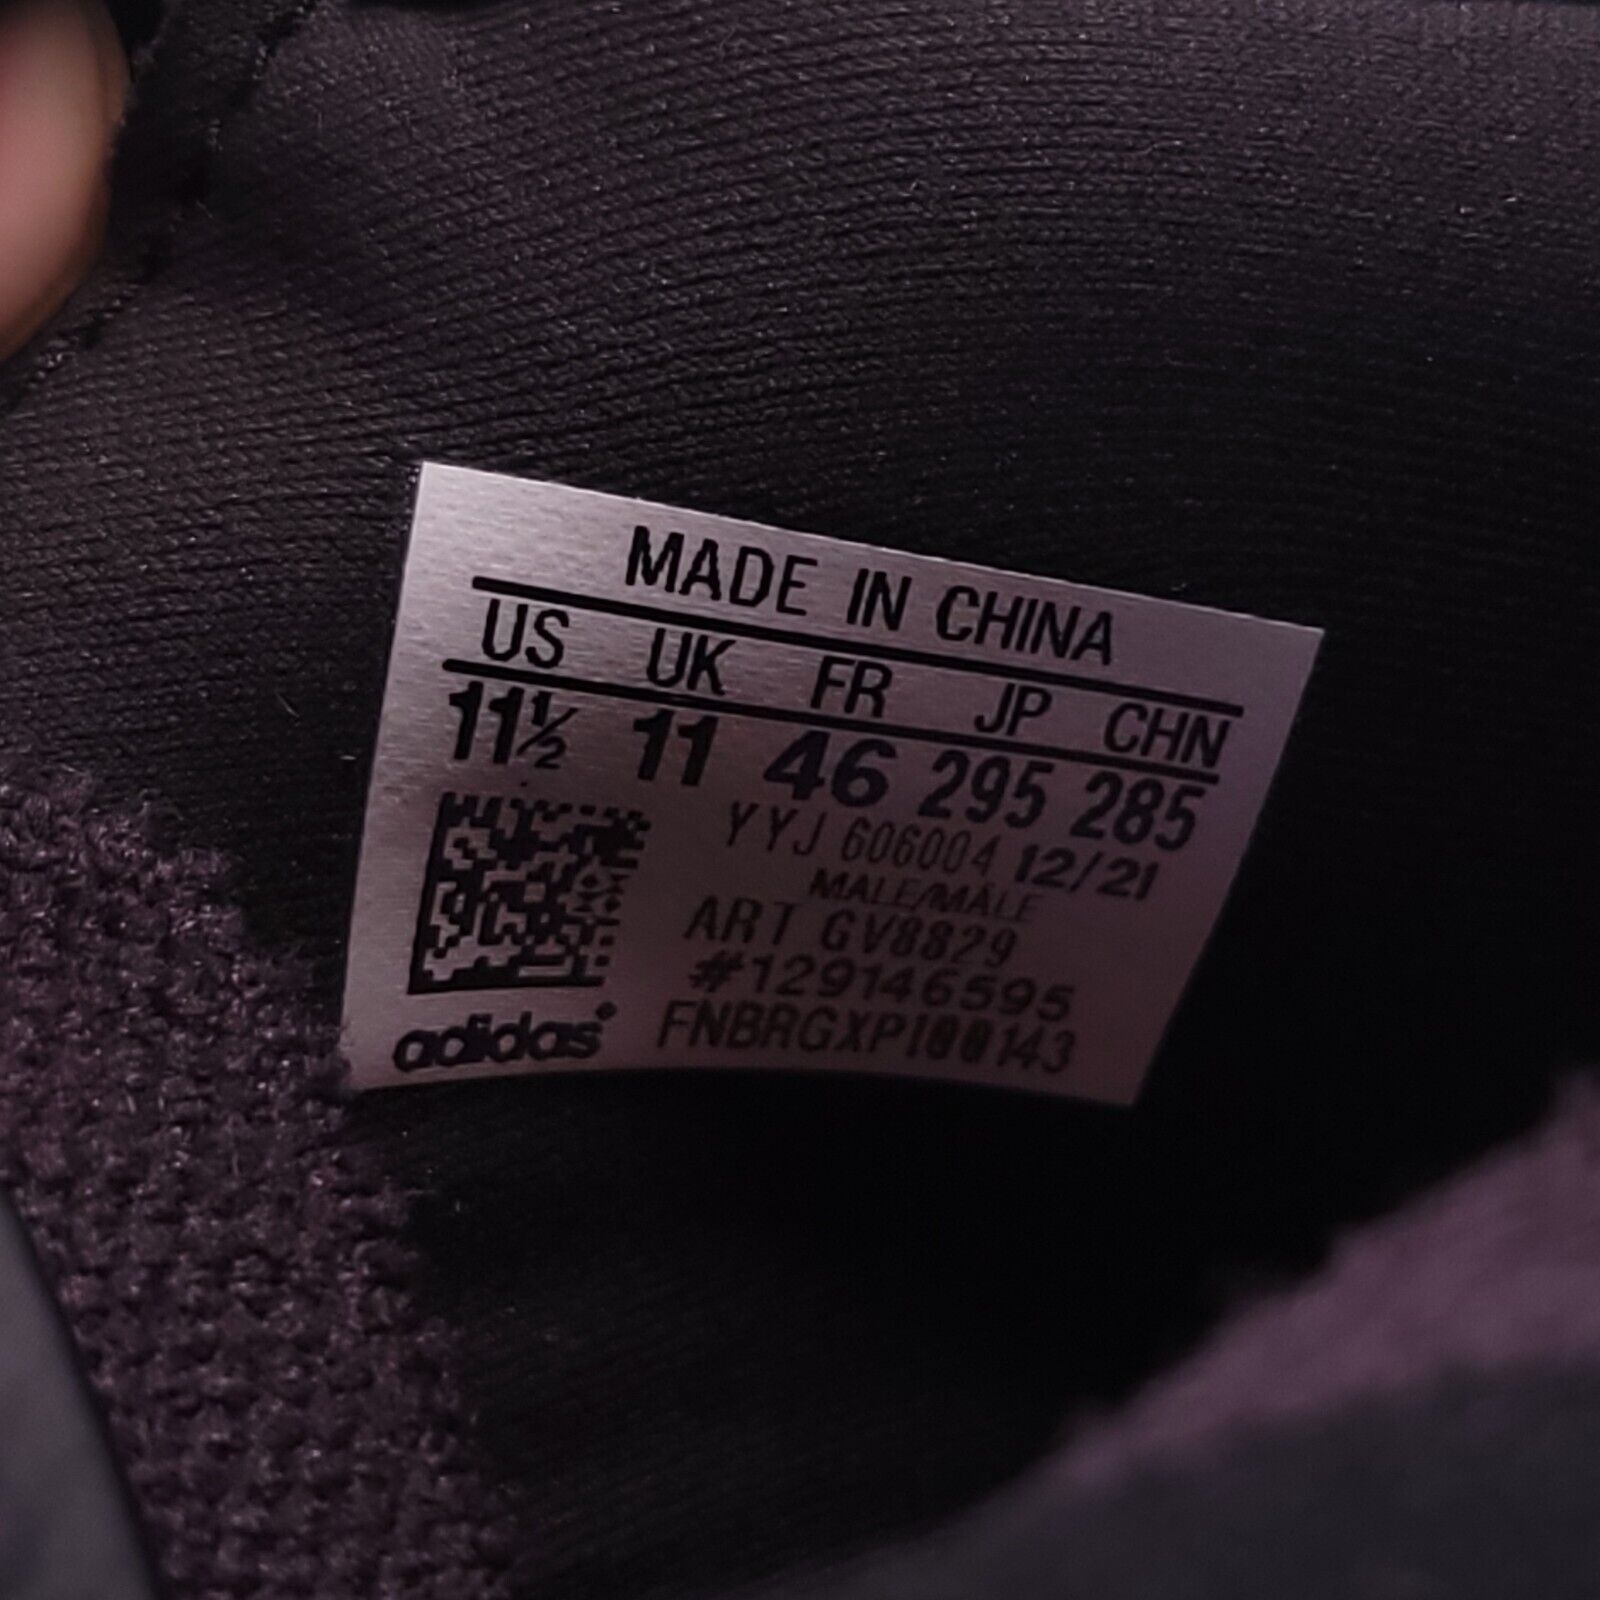 MADE IN CHINA
US UK FR JP CHN
11½ 11 46 295 285
YYJ 606004 12/21
MALE/MÂLE
ART GV8829
#129146595
FNBRGXPI00143
adidas®